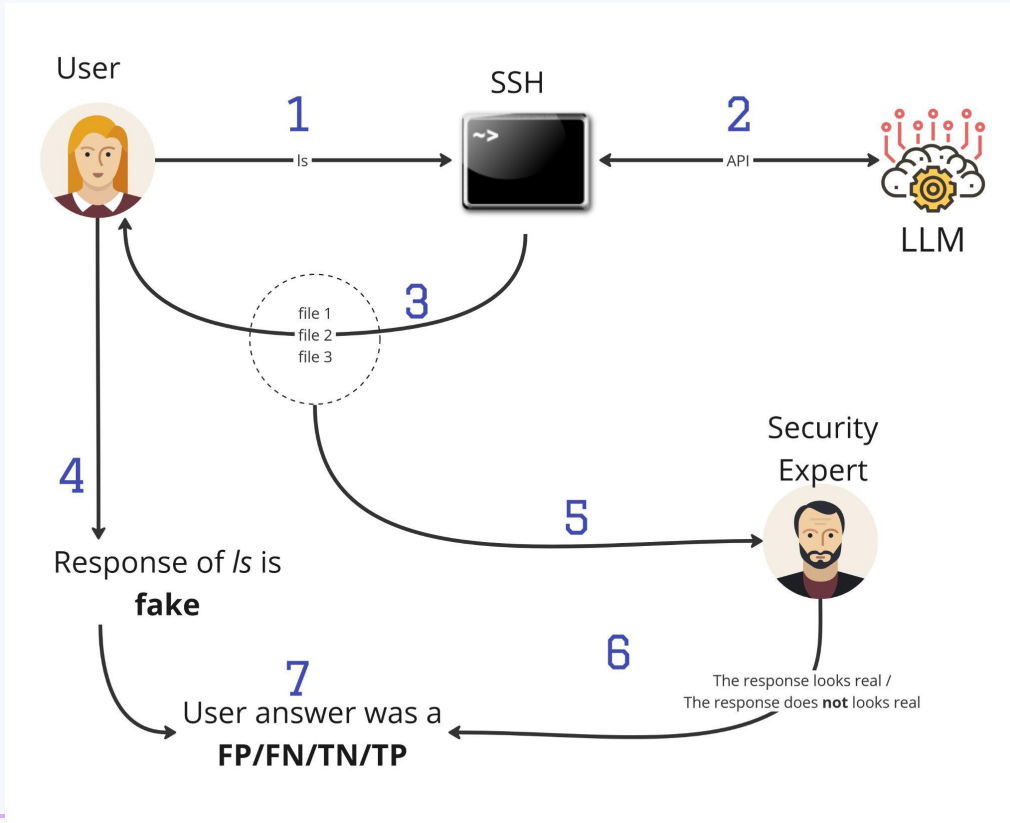 User
SSH
1
2
~>
ls
API
LLM
3
file 1
file 2
file 3
Security
Expert
4
5
Response of ls is
fake
6
The response looks real /
The response does not looks real
7
User answer was a
FP/FN/TN/TP